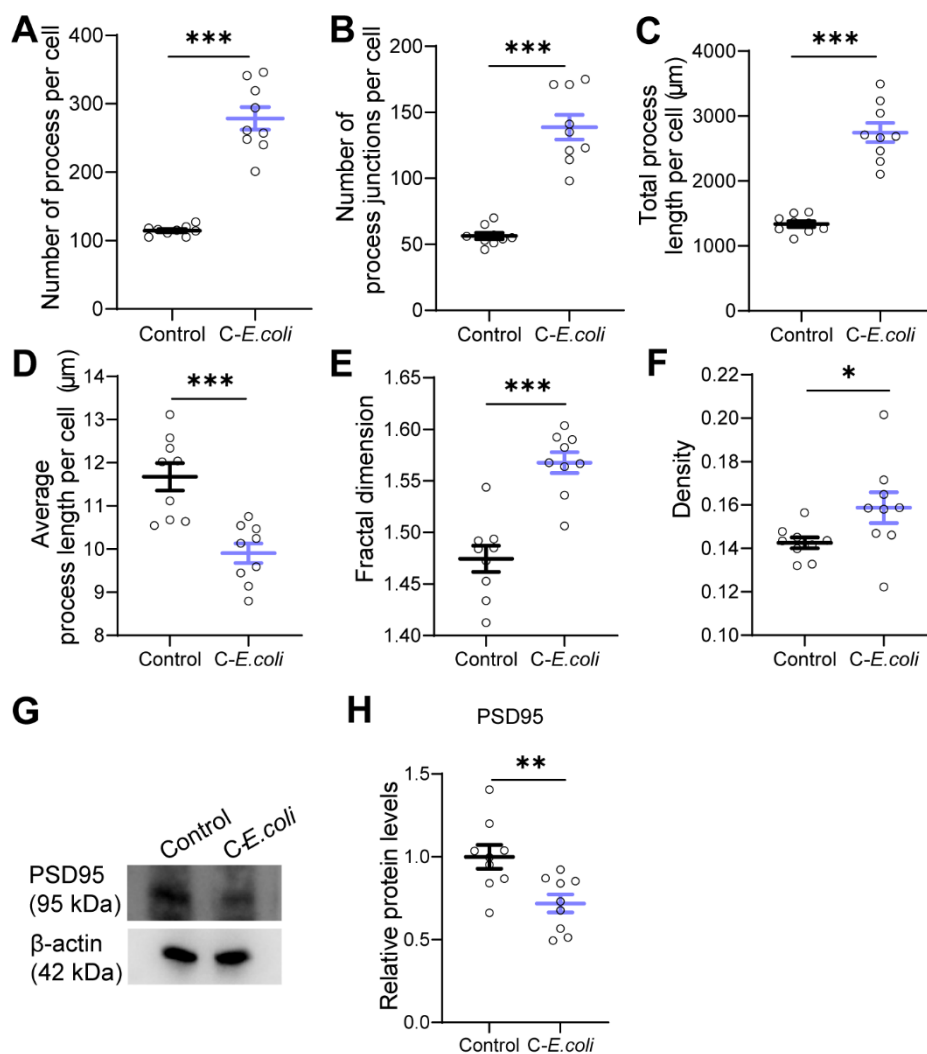 A
Number of process per cell
400
300
200
100
0
***
Control
C-E.coli
B
Number of
process junctions per cell
200
150
100
50
0
***
Control
C-E.coli
C
Total process
length per cell (μm)
4000
3000
2000
1000
0
***
Control
C-E.coli
D
Average
process length per cell (μm)
14
13
12
11
10
9
8
***
Control
C-E.coli
E
Fractal dimension
1.65
1.60
1.55
1.50
1.45
1.40
***
Control
C-E.coli
F
Density
0.22
0.20
0.18
0.16
0.14
0.12
0.10
*
Control
C-E.coli
G
Control
C-E.coli
PSD95
(95 kDa)
β-actin
(42 kDa)
H
PSD95
Relative protein levels
1.5
1.0
0.5
0.0
**
Control
C-E.coli